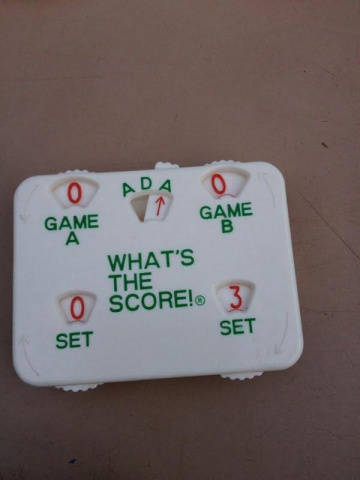 0 A D A 0
GAME A GAME B
WHAT'S
THE
SCORE!®
0 3
SET SET